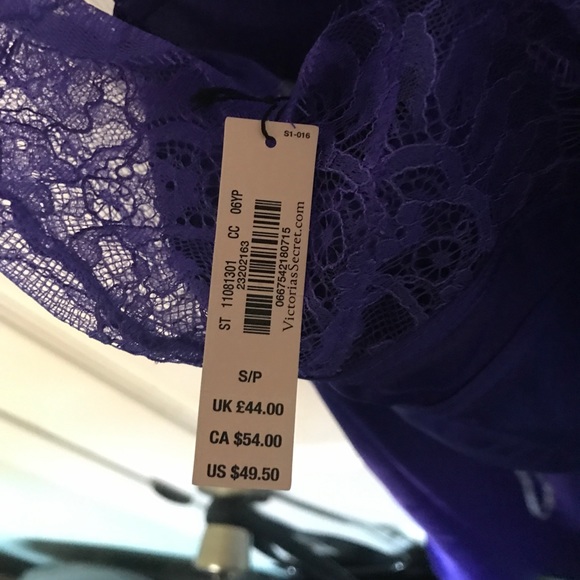 S1-016
ST 11081301 CC 06YP
23202163
0667542180715
VictoriasSecret.com
S/P
UK £44.00
CA $54.00
US $49.50